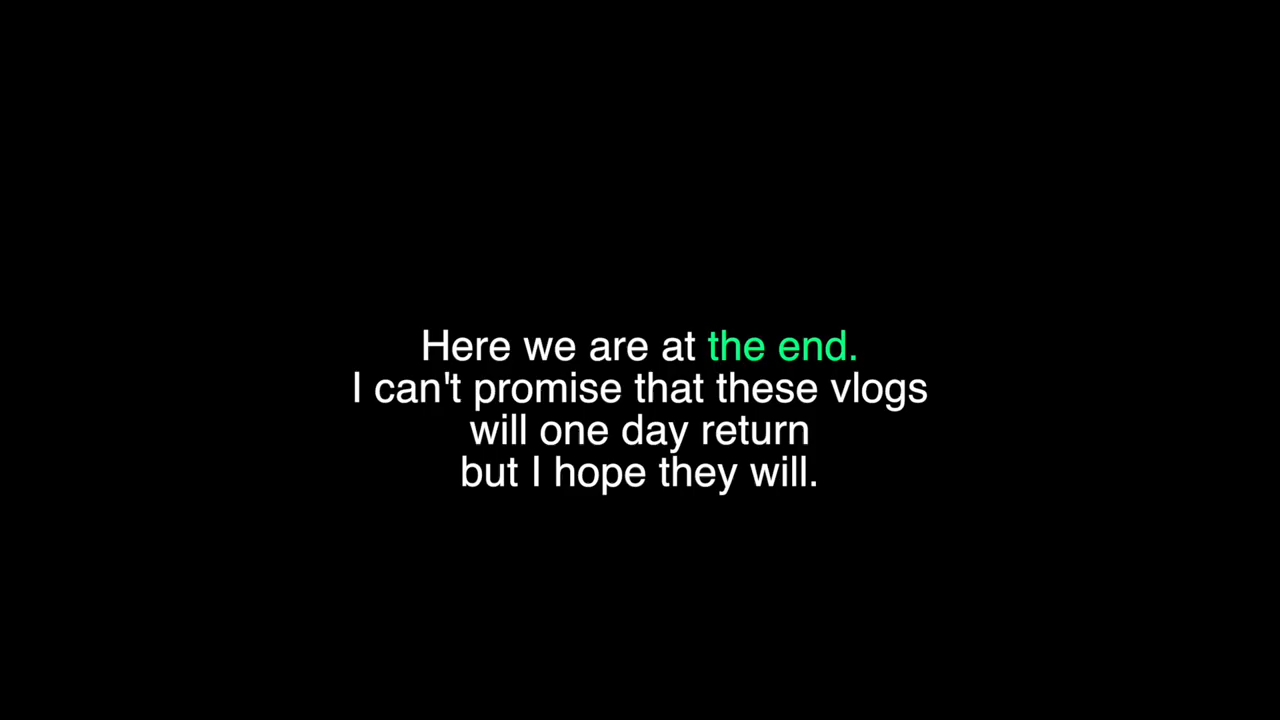 Here we are at the end.
I can't promise that these vlogs
will one day return
but I hope they will.